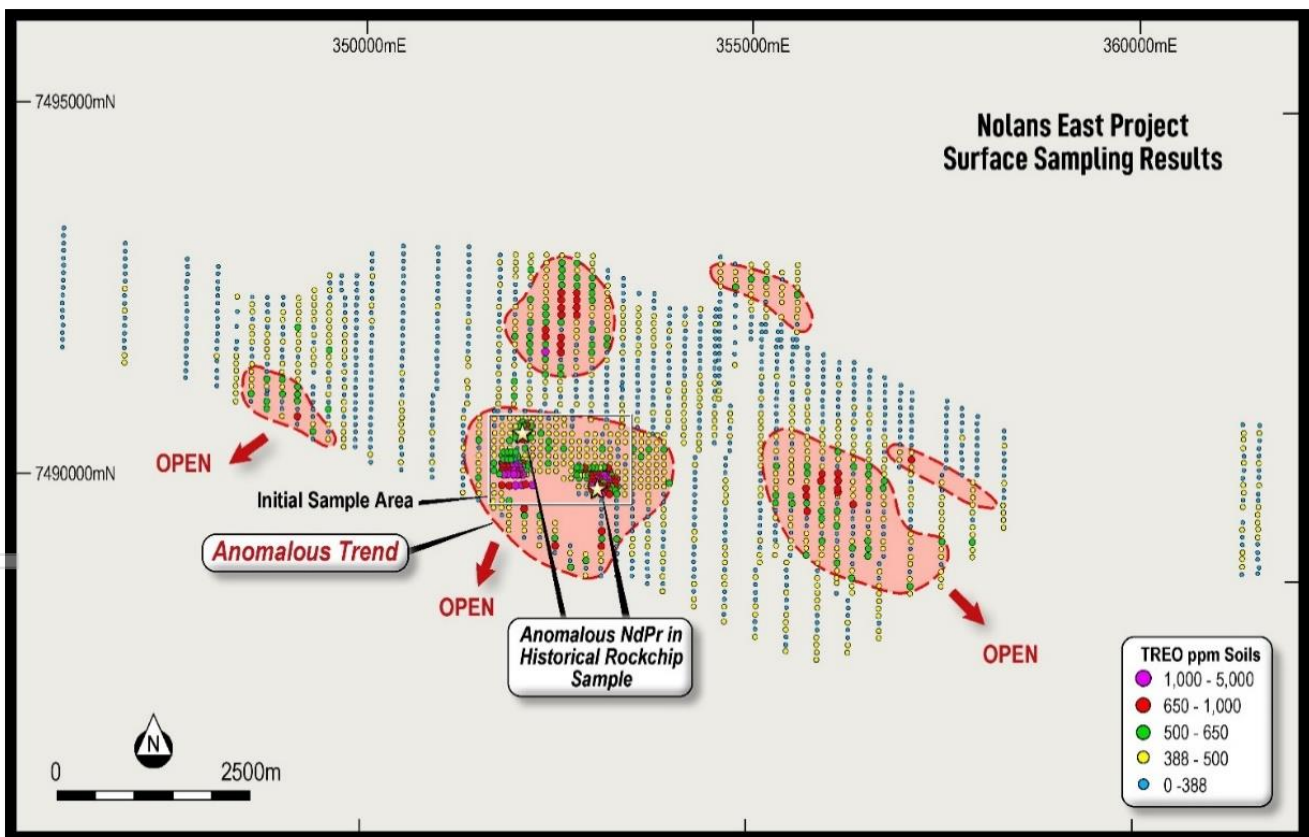 350000mE
355000mE
360000mE
7495000mN
Nolans East Project
Surface Sampling Results
OPEN
7490000mN
Initial Sample Area
Anomalous Trend
OPEN
Anomalous NdPr in
Historical Rockchip
Sample
OPEN
N
0
2500m
TREO ppm Soils
1,000 - 5,000
650 - 1,000
500 - 650
388 - 500
0 -388